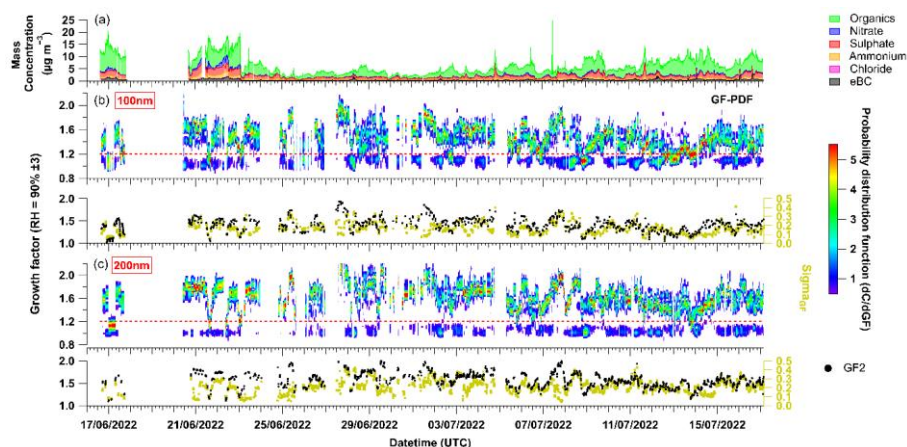 (a)
Mass
Concentration
(µg m⁻³)
25
20
15
10
5
0
Organics
Nitrate
Sulphate
Ammonium
Chloride
eBC
(b)
100nm
GF-PDF
2.0
1.6
1.2
0.8
2.0
1.5
1.0
0.5
0.4
0.3
0.2
0.1
0.0
Growth factor (RH = 90% ±3)
(c)
200nm
2.0
1.6
1.2
0.8
2.0
1.5
1.0
0.5
0.4
0.3
0.2
0.1
0.0
Sigma GF
Probability distribution function (dC/dGF)
5
4
3
2
1
GF2
17/06/2022 21/06/2022 25/06/2022 29/06/2022 03/07/2022 07/07/2022 11/07/2022 15/07/2022
Datetime (UTC)